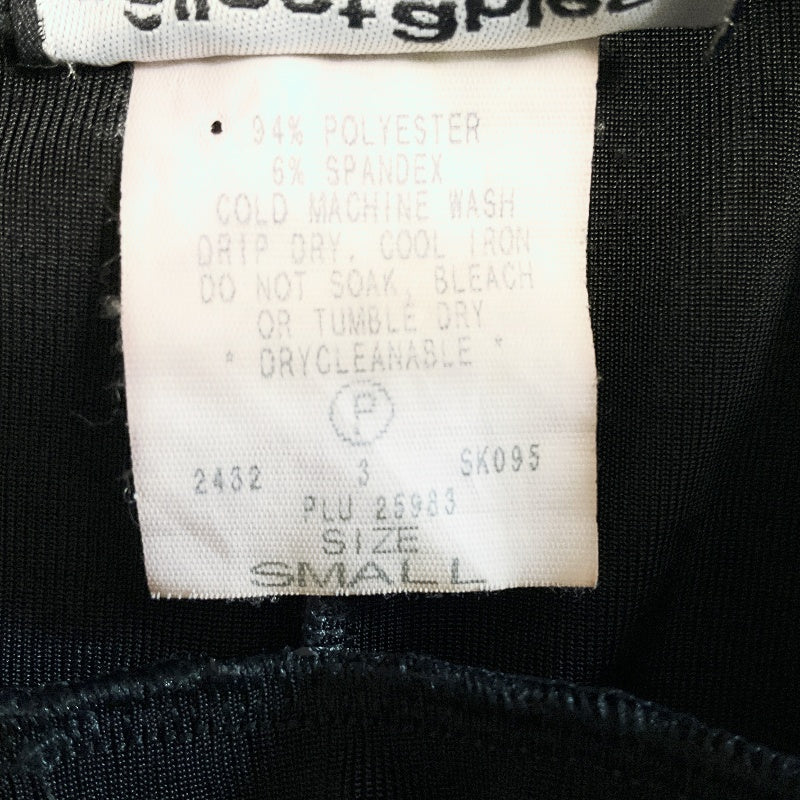 94% POLYESTER
6% SPANDEX
COLD MACHINE WASH
DRIP DRY, COOL IRON
DO NOT SOAK, BLEACH
OR TUMBLE DRY
* DRYCLEANABLE *
P
2432 3 SK095
PLU 25983
SIZE
SMALL